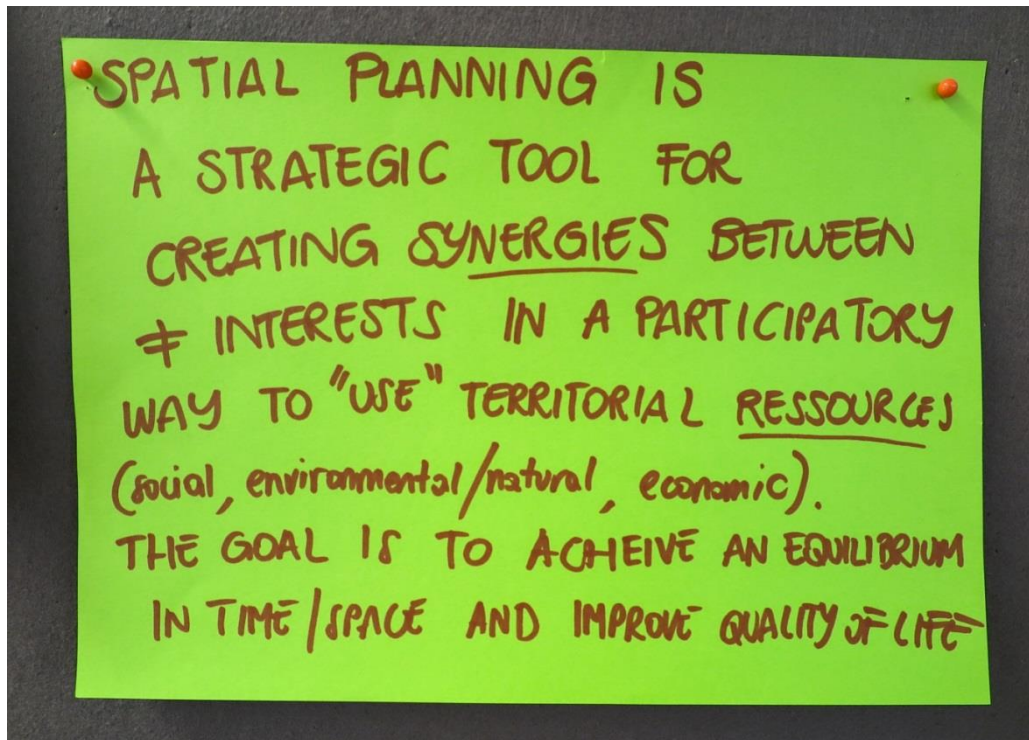 SPATIAL PLANNING IS
A STRATEGIC TOOL FOR
CREATING SYNERGIES BETWEEN
≠ INTERESTS IN A PARTICIPATORY
WAY TO "USE" TERRITORIAL RESSOURCES
(social, environmental/natural, economic).
THE GOAL IS TO ACHEIVE AN EQUILIBRIUM
IN TIME/SPACE AND IMPROVE QUALITY OF LIFE